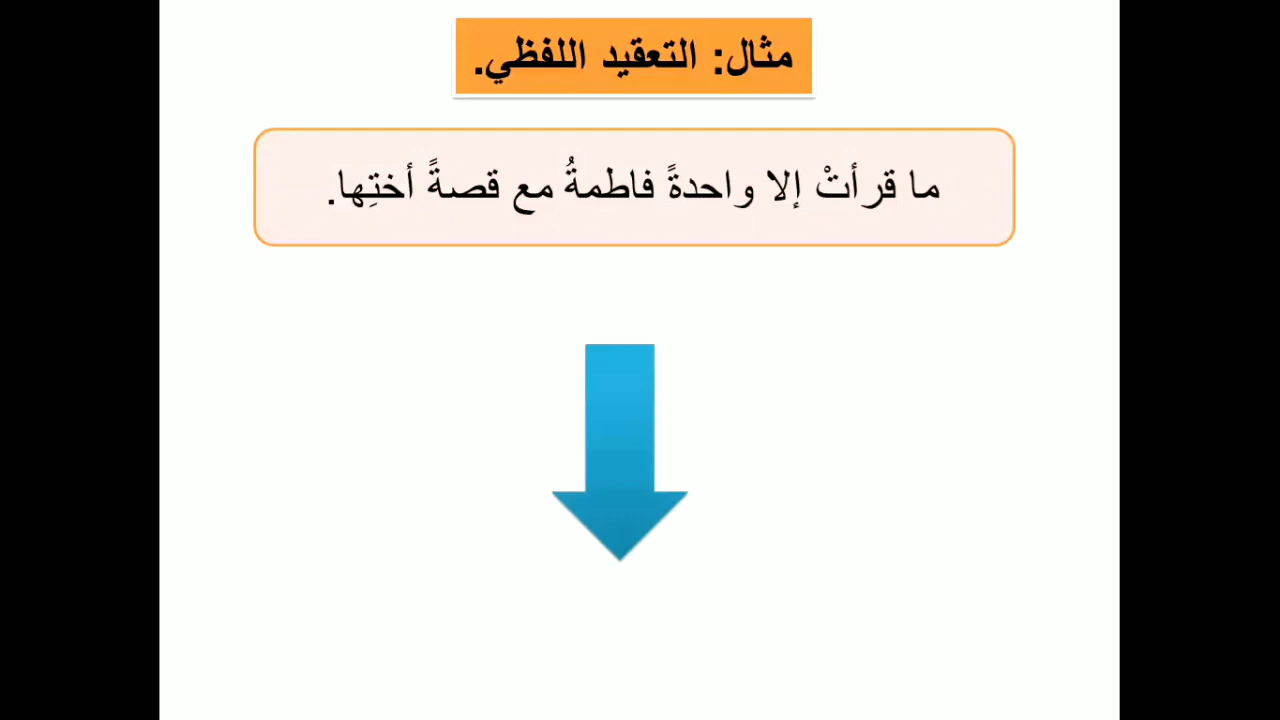 مثال: التعقيد اللفظي.
ما قرأتْ إلا واحدةً فاطمةُ مع قصةً أختِها.